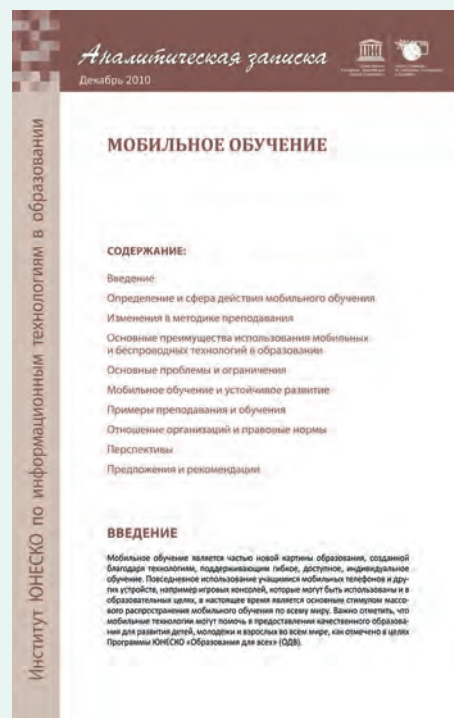 Аналитическая записка
Декабрь 2010
Институт ЮНЕСКО по информационным технологиям в образовании
МОБИЛЬНОЕ ОБУЧЕНИЕ
СОДЕРЖАНИЕ:
Введение
Определение и сфера действия мобильного обучения
Изменения в методике преподавания
Основные преимущества использования мобильных
и беспроводных технологий в образовании
Основные проблемы и ограничения
Мобильное обучение и устойчивое развитие
Примеры преподавания и обучения
Отношение организаций и правовые нормы
Перспективы
Предложения и рекомендации
ВВЕДЕНИЕ
Мобильное обучение является частью новой картины образования, созданной
благодаря технологиям, поддерживающим гибкое, доступное, индивидуальное
обучение. Повседневное использование учащимися мобильных телефонов и дру-
гих устройств, например игровых консолей, которые могут быть использованы и в
образовательных целях, в настоящее время является основным стимулом массо-
вого распространения мобильного обучения по всему миру. Важно отметить, что
мобильные технологии могут помочь в предоставлении качественного образова-
ния для развития детей, молодежи и взрослых во всем мире, как отмечено в целях
Программы ЮНЕСКО «Образования для всех» (ОДВ).